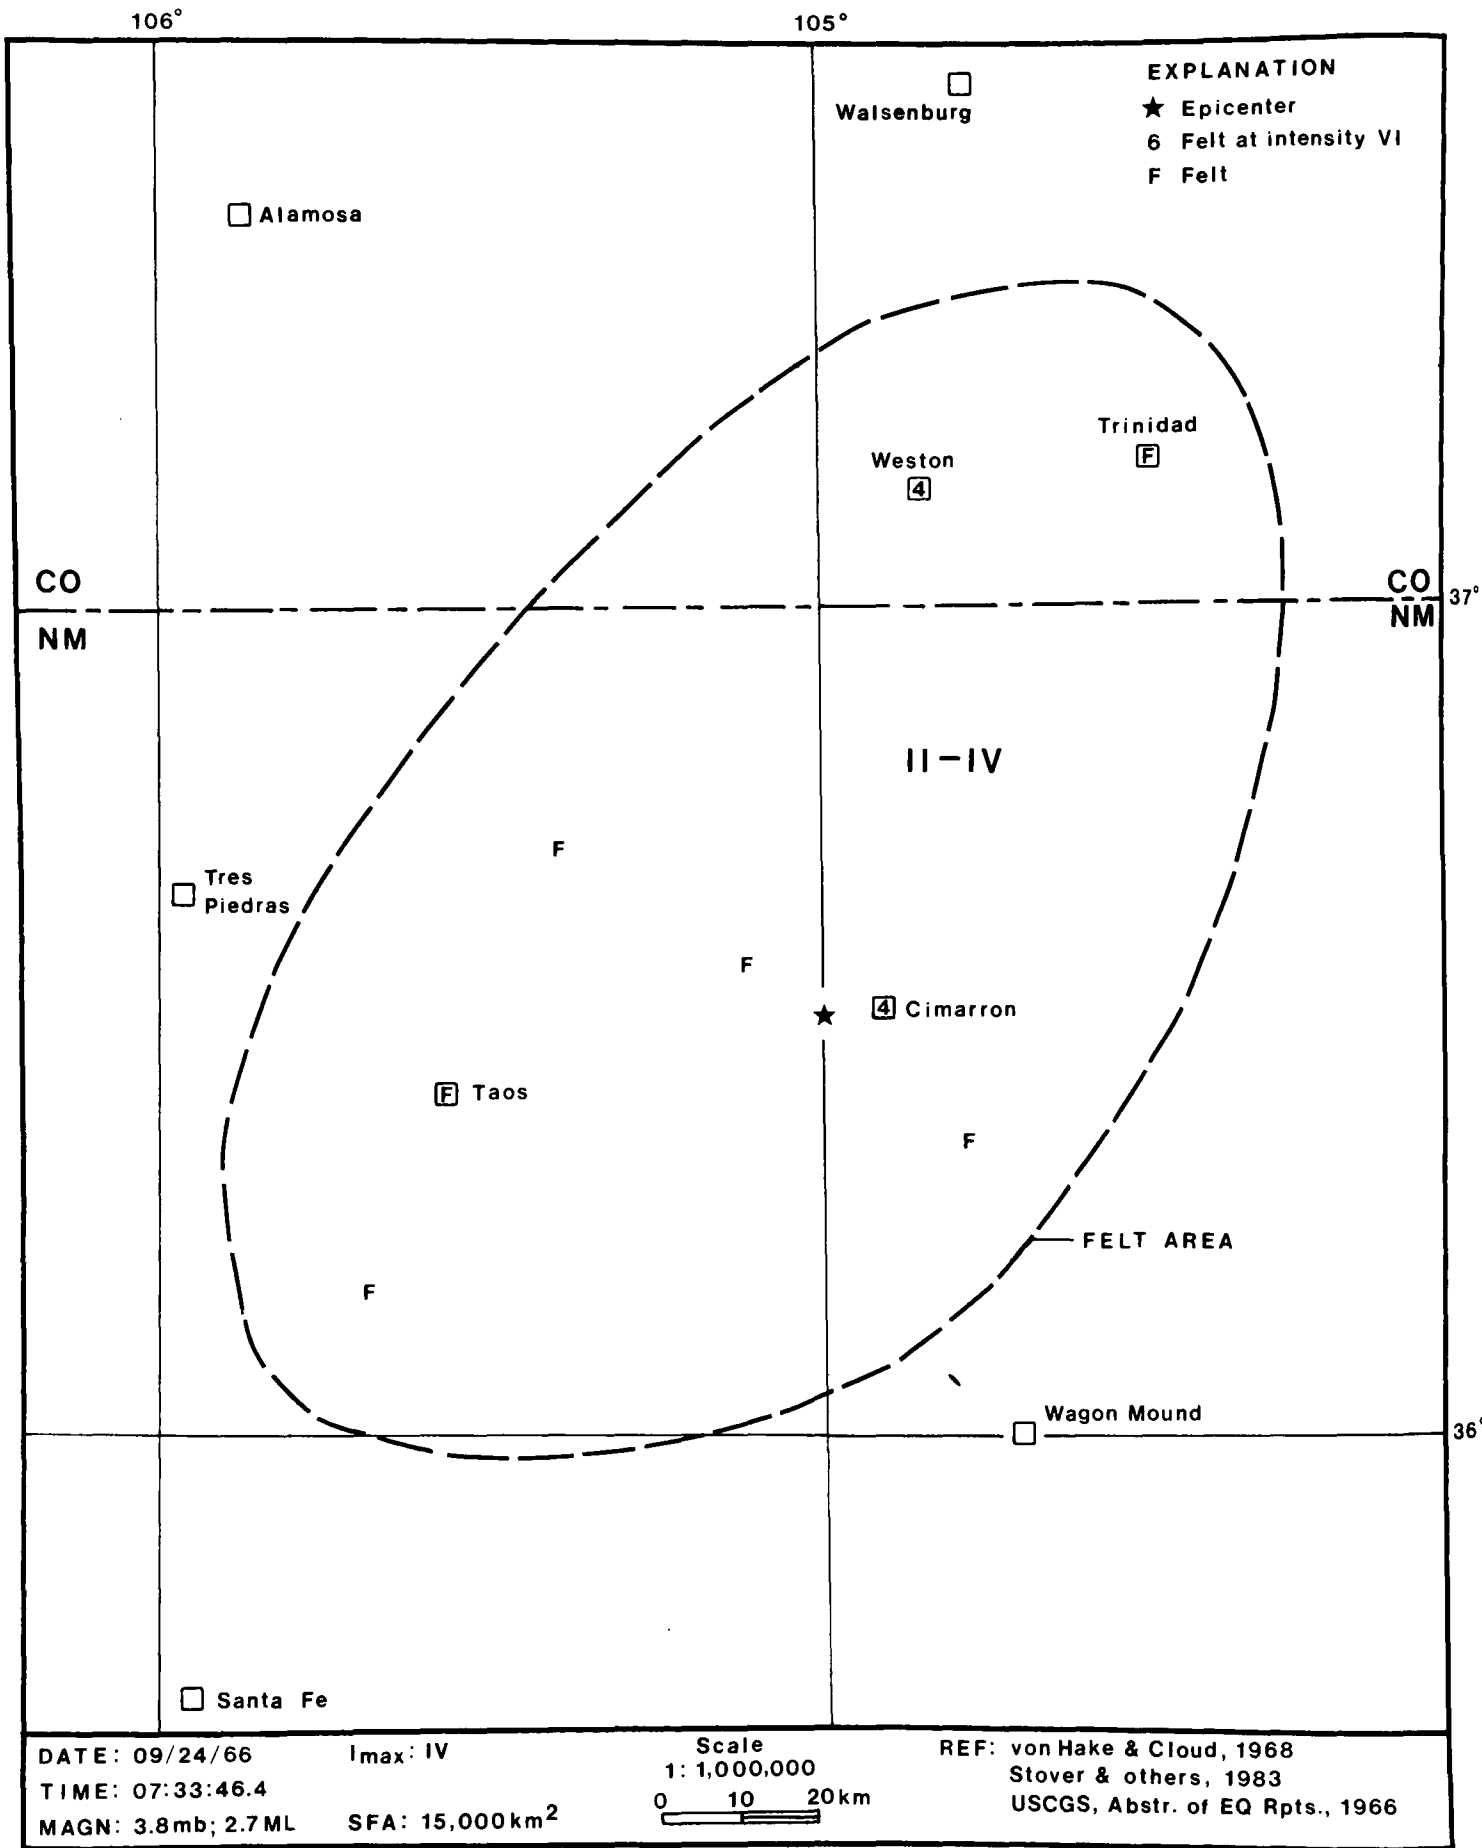 106°
105°
EXPLANATION
★ Epicenter
6 Felt at intensity VI
F Felt
Walsenburg
Alamosa
Trinidad
F
Weston
4
CO
CO
37°
NM
NM
II-IV
F
Tres
Piedras
F
4 Cimarron
F Taos
F
FELT AREA
F
Wagon Mound
36°
Santa Fe
DATE: 09/24/66
TIME: 07:33:46.4
MAGN: 3.8mb; 2.7ML
Imax: IV
SFA: 15,000km²
Scale
1:1,000,000
0 10 20km
REF: von Hake & Cloud, 1968
Stover & others, 1983
USCGS, Abstr. of EQ Rpts., 1966